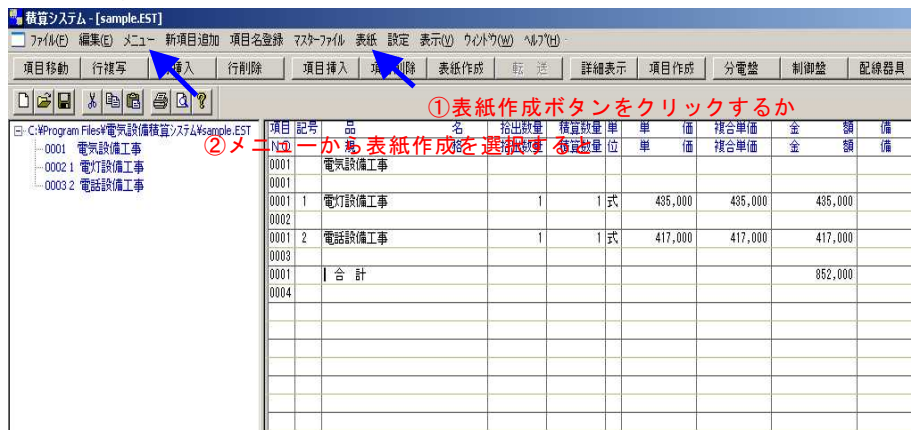 積算システム - [sample.EST]
ファイル(F) 編集(E) メニュー 新項目追加 項目名登録 マスターファイル 表紙 設定 表示(V) ウィンドウ(W) ヘルプ(H)
項目移動 行複写 挿入 行削除 項目挿入 項 削除 表紙作成 転 送 詳細表示 項目作成 分電盤 制御盤 配線器具
①表紙作成ボタンをクリックするか
C:¥Program Files¥電気設備積算システム¥sample.EST 項目 記号 品 名 拾出数量 積算数量 単 単 価 複合単価 金 額 備
②メニューから表紙作成を選択すると
0001 電気設備工事 NO 規 格 拾出数量 積算数量 位 単 価 複合単価 金 額 備
0002 1 電灯設備工事 0001 電気設備工事
0003 2 電話設備工事 0001
0001 1 電灯設備工事 1 1 式 435,000 435,000 435,000
0002
0001 2 電話設備工事 1 1 式 417,000 417,000 417,000
0003
0001 合 計 852,000
0004